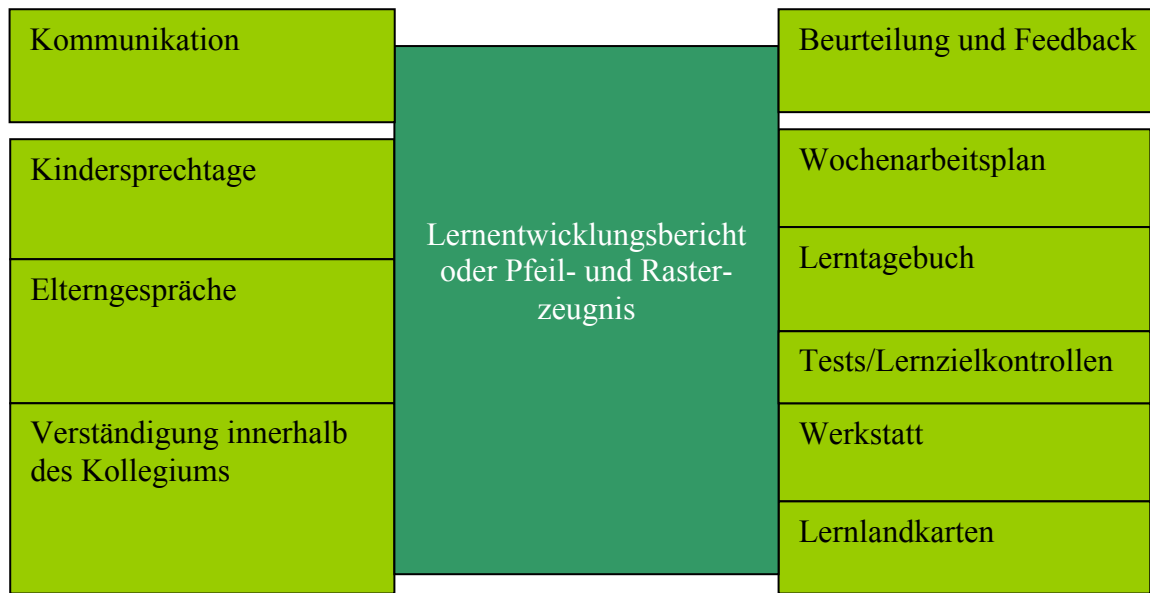 Kommunikation
Kindersprechtage
Elterngespräche
Verständigung innerhalb
des Kollegiums
Lernentwicklungsbericht
oder Pfeil- und Raster-
zeugnis
Beurteilung und Feedback
Wochenarbeitsplan
Lerntagebuch
Tests/Lernzielkontrollen
Werkstatt
Lernlandkarten